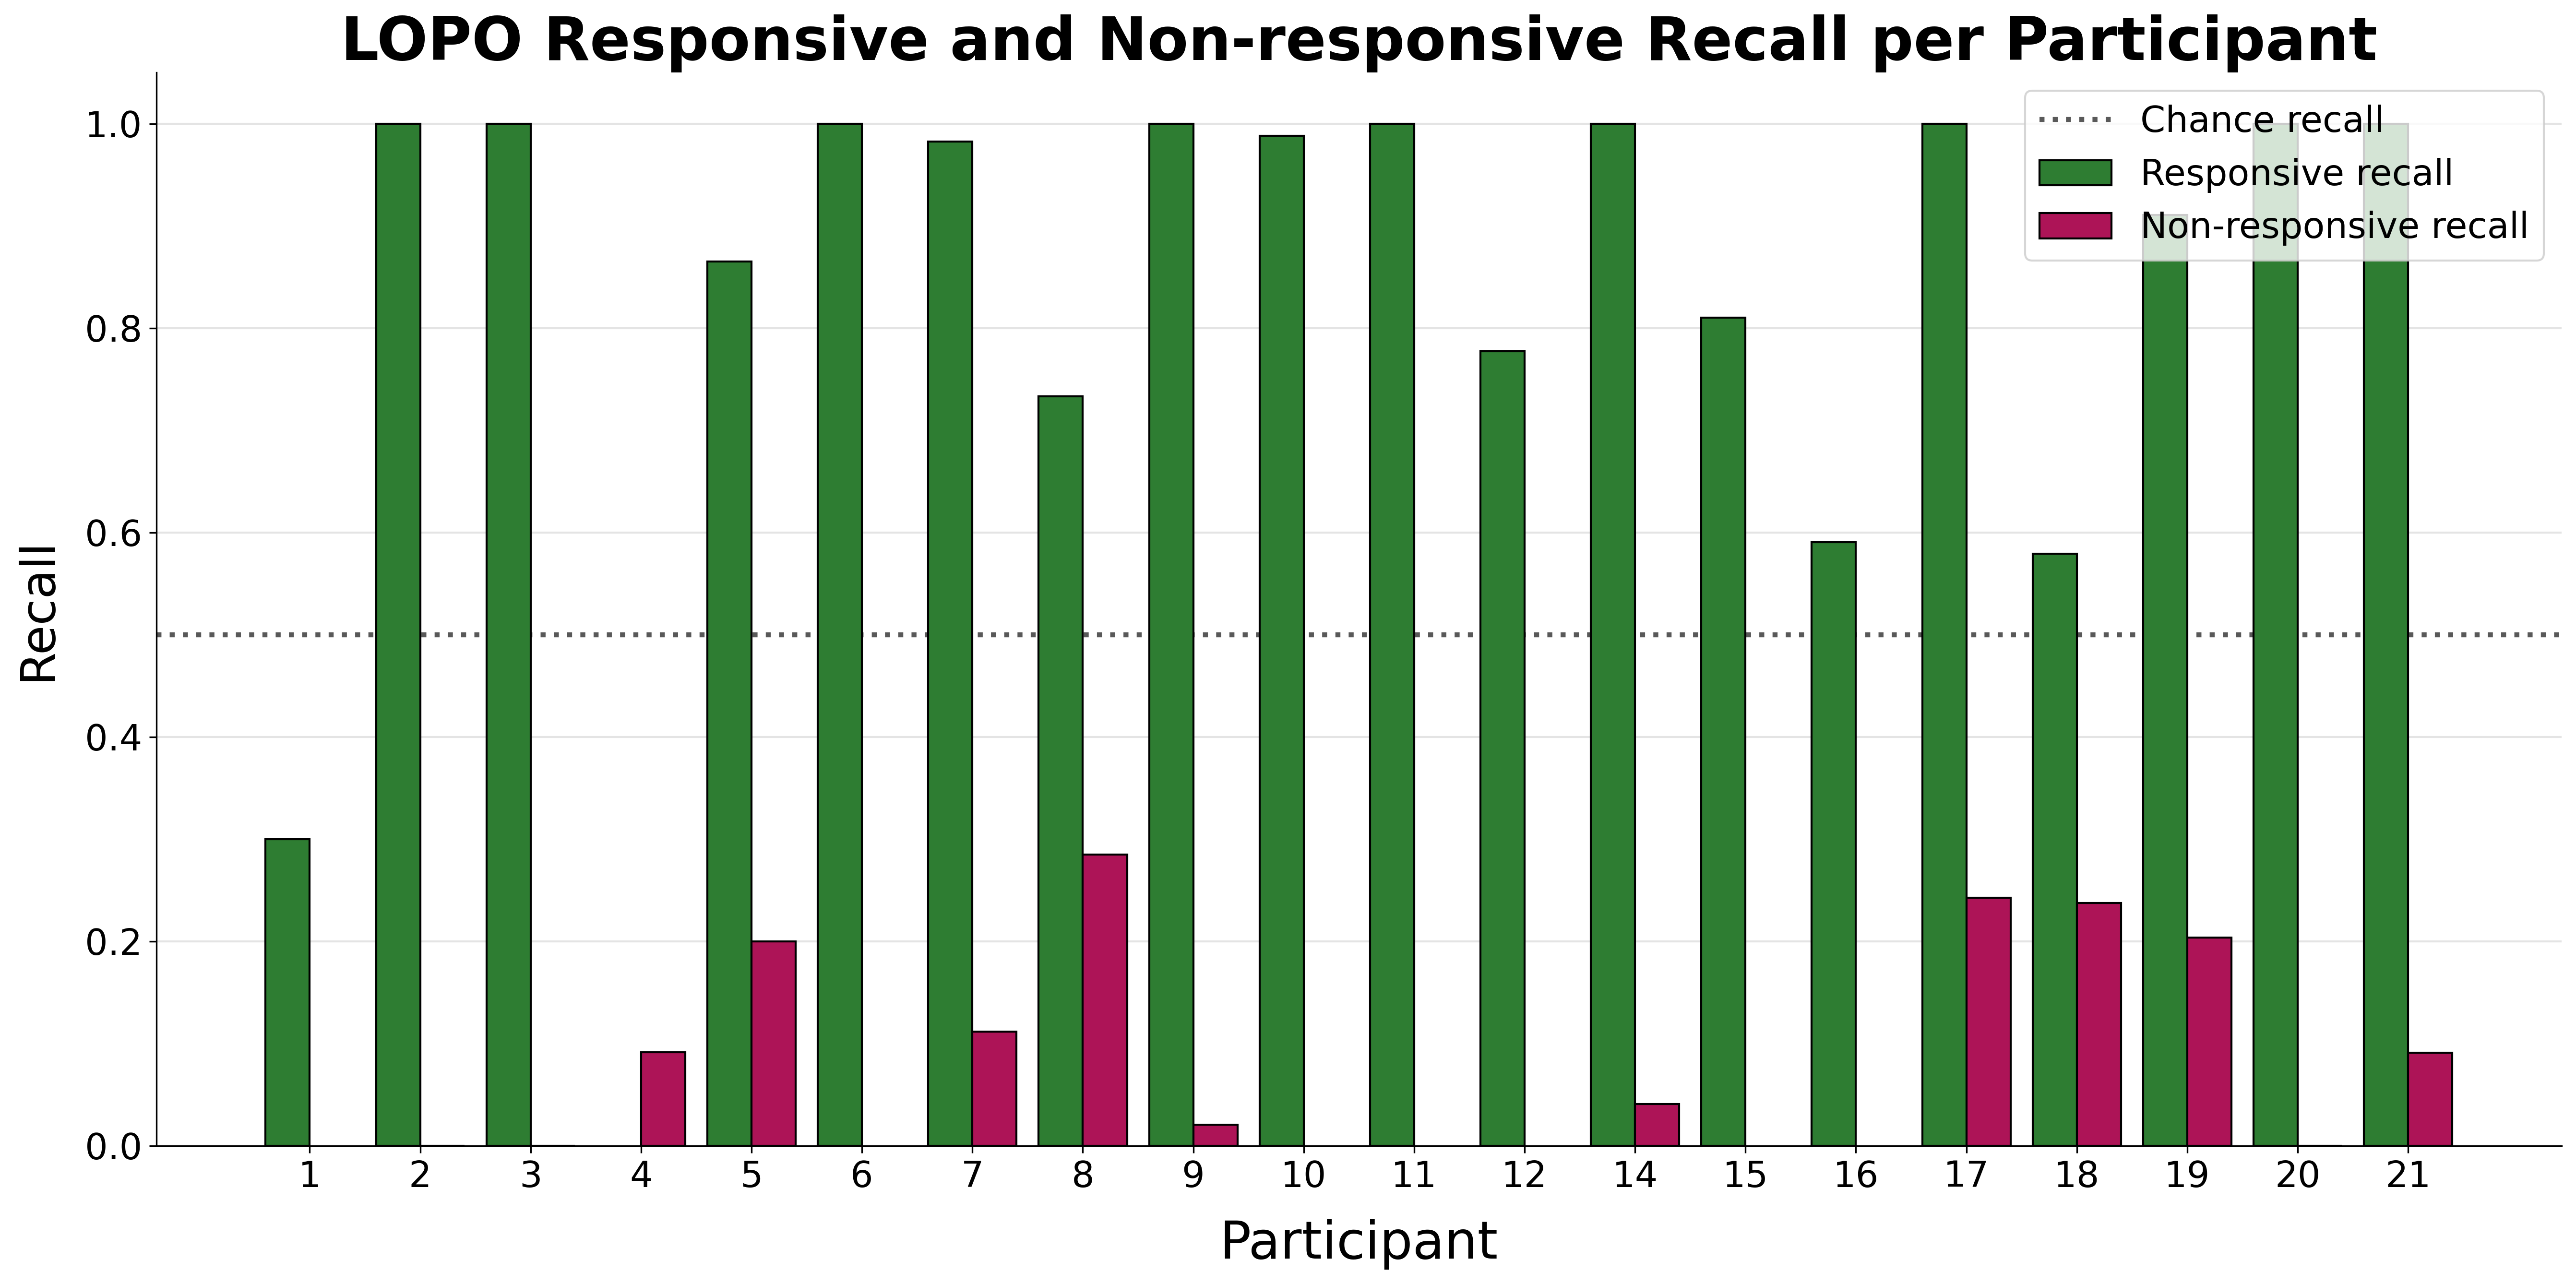 LOPO Responsive and Non-responsive Recall per Participant
Chance recall
Responsive recall
Non-responsive recall
Recall
1.0
0.8
0.6
0.4
0.2
0.0
1 2 3 4 5 6 7 8 9 10 11 12 14 15 16 17 18 19 20 21
Participant